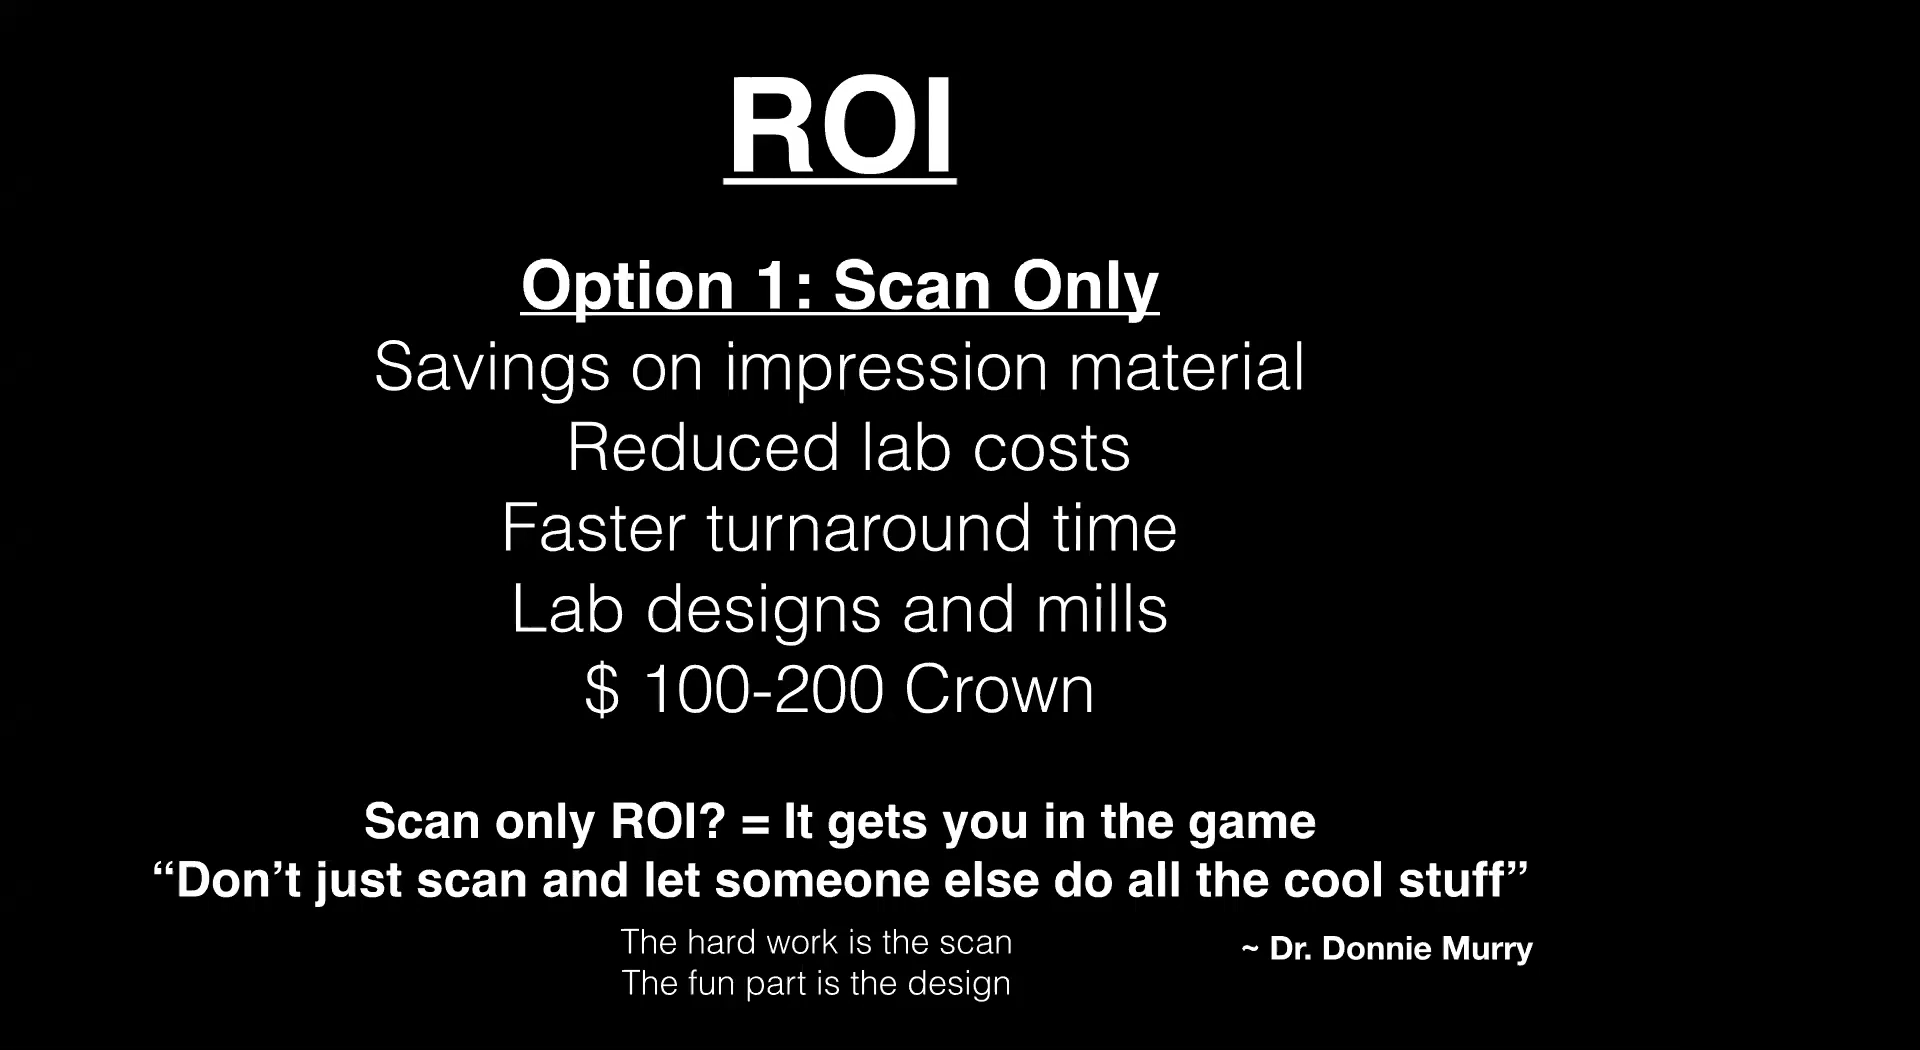 ROI
Option 1: Scan Only
Savings on impression material
Reduced lab costs
Faster turnaround time
Lab designs and mills
$ 100-200 Crown
Scan only ROI? = It gets you in the game
“Don’t just scan and let someone else do all the cool stuff”
The hard work is the scan
~ Dr. Donnie Murry
The fun part is the design